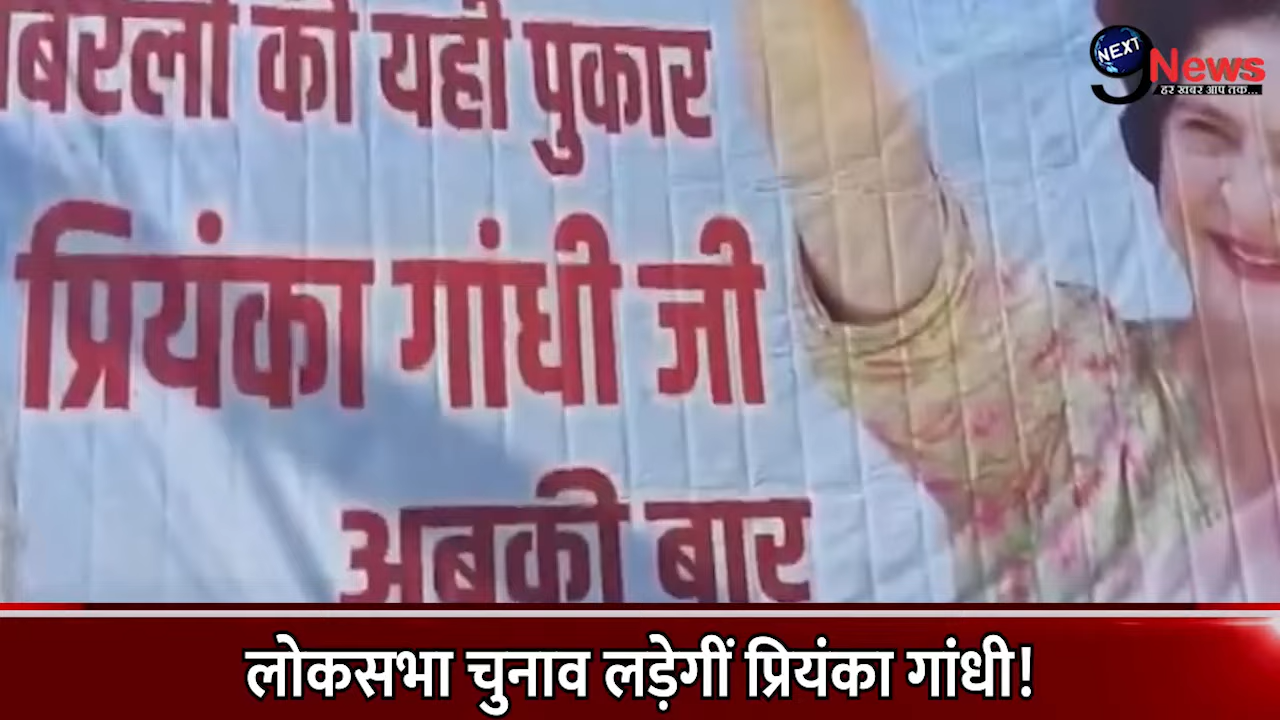 बरेली की यही पुकार
प्रियंका गांधी जी
अबकी बार
NEXT
9 News
हर खबर आप तक...
लोकसभा चुनाव लड़ेगीं प्रियंका गांधी!